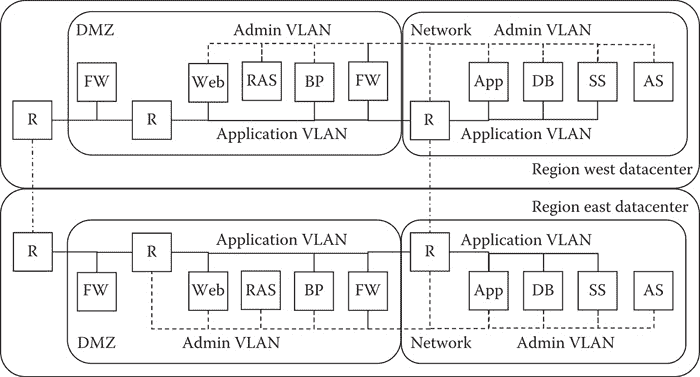 DMZ Admin VLAN Network Admin VLAN
FW Web RAS BP FW App DB SS AS
R R R
Application VLAN Application VLAN
Region west datacenter
Region east datacenter
Application VLAN Application VLAN
R R R
FW Web RAS BP FW App DB SS AS
DMZ Admin VLAN Network Admin VLAN